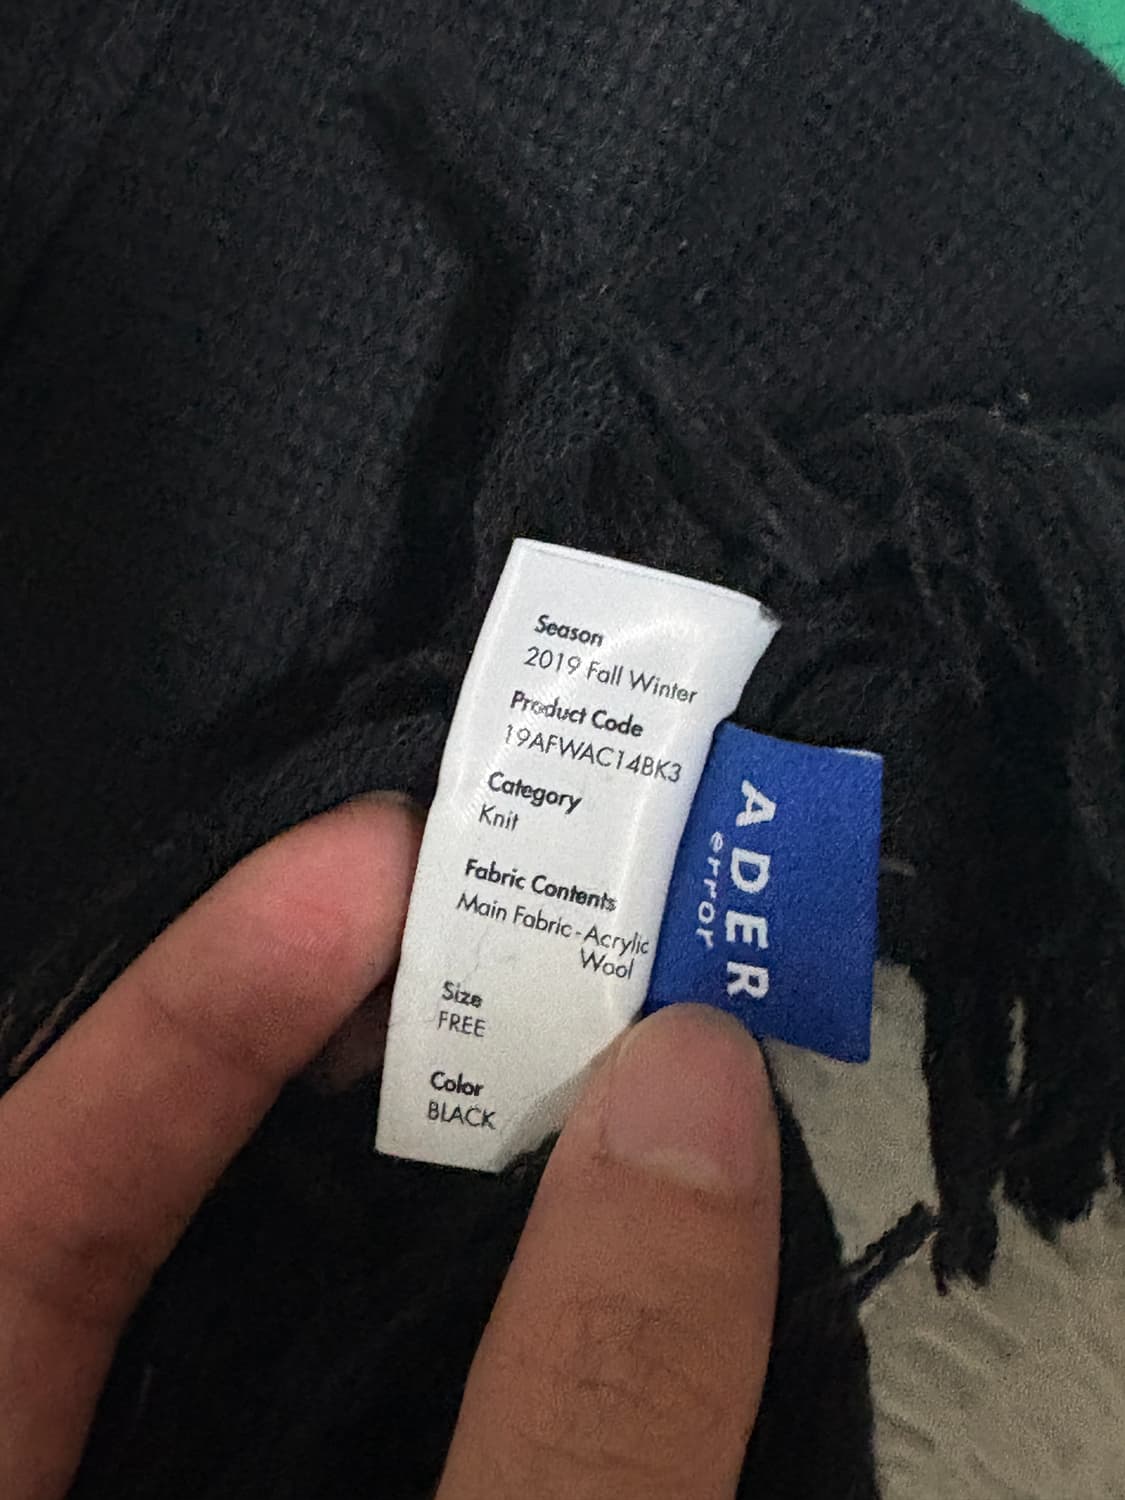 Season
2019 Fall Winter
Product Code
19AFWAC14BK3
Category
Knit
Fabric Contents
Main Fabric-Acrylic
Wool
Size
FREE
Color
BLACK
ADER
error